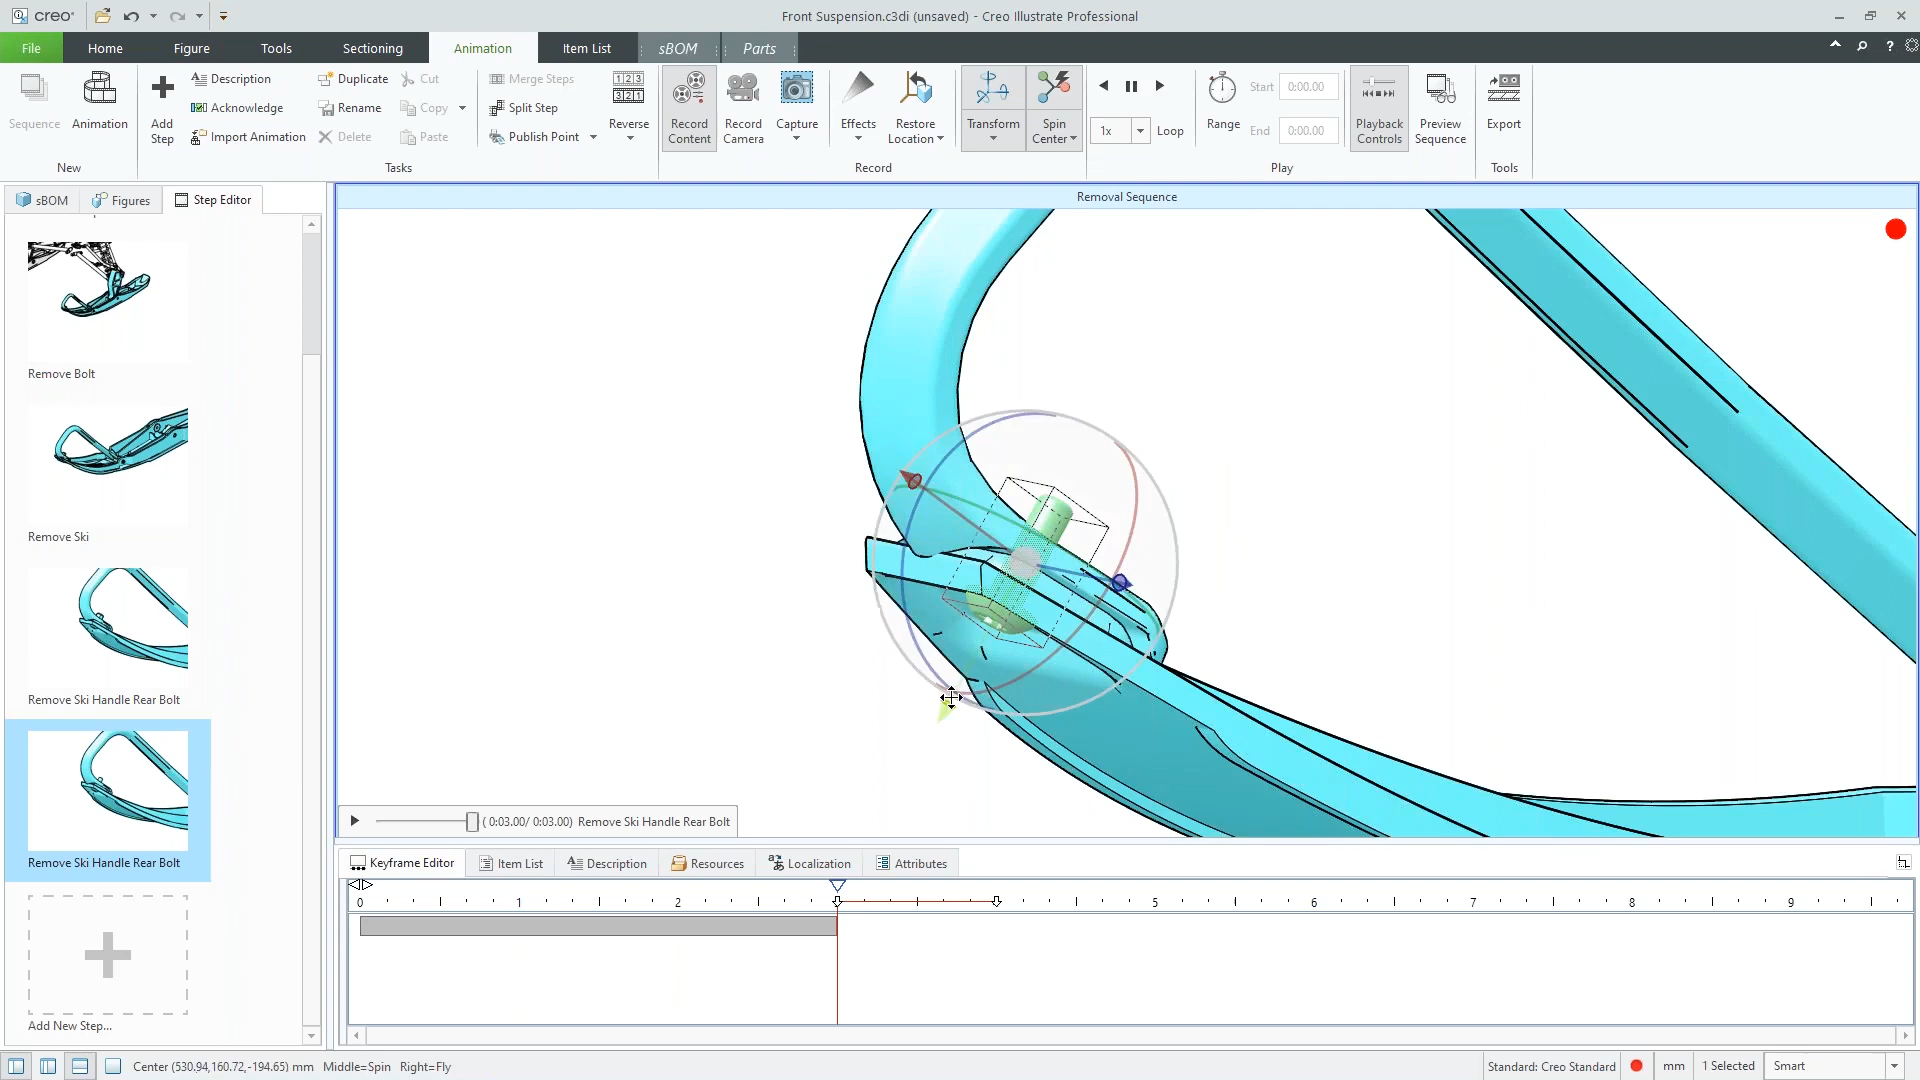 creo
Front Suspension.c3di (unsaved) - Creo Illustrate Professional
File
Home
Figure
Tools
Sectioning
Animation
Item List
sBOM
Parts
?
Sequence
Animation
New
Add
Step
Description
Acknowledge
Import Animation
Duplicate
Rename
Delete
Cut
Copy
Paste
Tasks
Merge Steps
Split Step
Publish Point
1 2 3
3 2 1
Reverse
Record
Content
Record
Camera
Capture
Effects
Restore
Location
Record
Transform
Spin
Center
1x
Loop
Range
Start
0:00.00
End
0:00.00
Play
Playback
Controls
Preview
Sequence
Export
Tools
sBOM
Figures
Step Editor
Removal Sequence
Remove Bolt
Remove Ski
Remove Ski Handle Rear Bolt
Remove Ski Handle Rear Bolt
Add New Step...
( 0:03.00/ 0:03.00) Remove Ski Handle Rear Bolt
Keyframe Editor
Item List
Description
Resources
Localization
Attributes
0 1 2 5 6 7 8 9
Center (530.94,160.72,-194.65) mm Middle=Spin Right=Fly
Standard: Creo Standard
mm
1 Selected
Smart